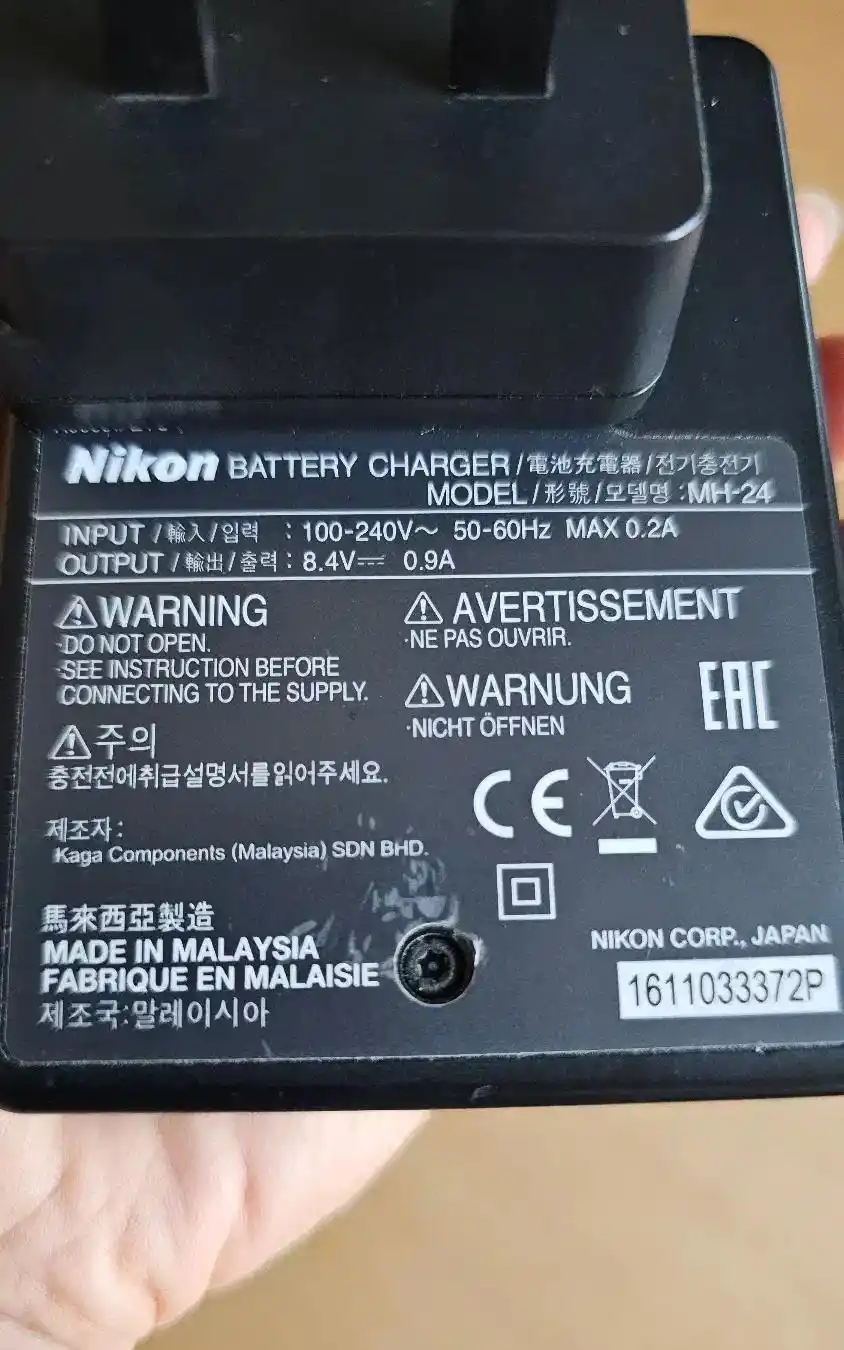 Nikon BATTERY CHARGER/電池充電器/전기충전기
MODEL/形號/모델명:MH-24
INPUT/輸入/입력 : 100-240V~ 50-60Hz MAX 0.2A
OUTPUT/輸出/출력: 8.4V⎓ 0.9A
⚠WARNING
·DO NOT OPEN.
·SEE INSTRUCTION BEFORE
CONNECTING TO THE SUPPLY.
⚠ AVERTISSEMENT
·NE PAS OUVRIR.
⚠WARNUNG
·NICHT ÖFFNEN
EAC
⚠주의
충전전에취급설명서를읽어주세요.
CE
제조자:
Kaga Components (Malaysia) SDN BHD.
馬來西亞製造
MADE IN MALAYSIA
FABRIQUE EN MALAISIE
제조국:말레이시아
NIKON CORP., JAPAN
1611033372P